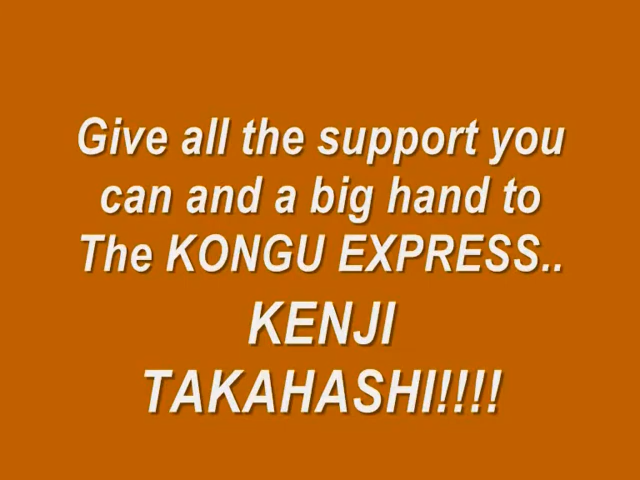 Give all the support you
can and a big hand to
The KONGU EXPRESS..
KENJI
TAKAHASHI!!!!